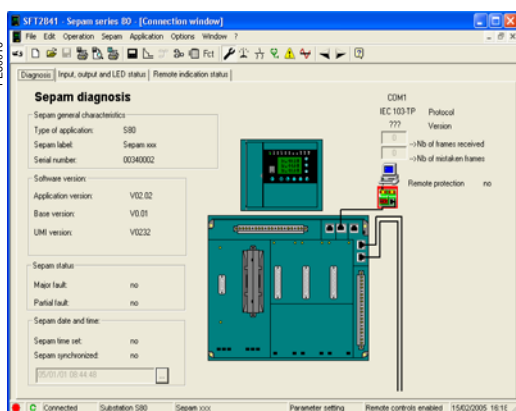 SFT2841 - Sepam series 80 - [Connection window]
File Edit Operation Sepam Application Options Window ?
Fct
Diagnosis Input, output and LED status Remote indication status
Sepam diagnosis
Sepam general characteristics
Type of application: S80
Sepam label: Sepam xxx
Serial number: 00340002
Software version:
Application version: V02.02
Base version: V0.01
UMI version: V0232
Sepam status
Major fault: no
Partial fault: no
Sepam date and time:
Sepam time set: no
Sepam synchronized: no
05/01/01 08:44:48 ...
COM1
IEC 103-TP Protocol
??? Version
0 -->Nb of frames received
0 -->Nb of mistaken frames
Remote protection no
C Connected Substation S80 Sepam xxx Parameter setting Remote controls enabled 15/02/2005 16:18